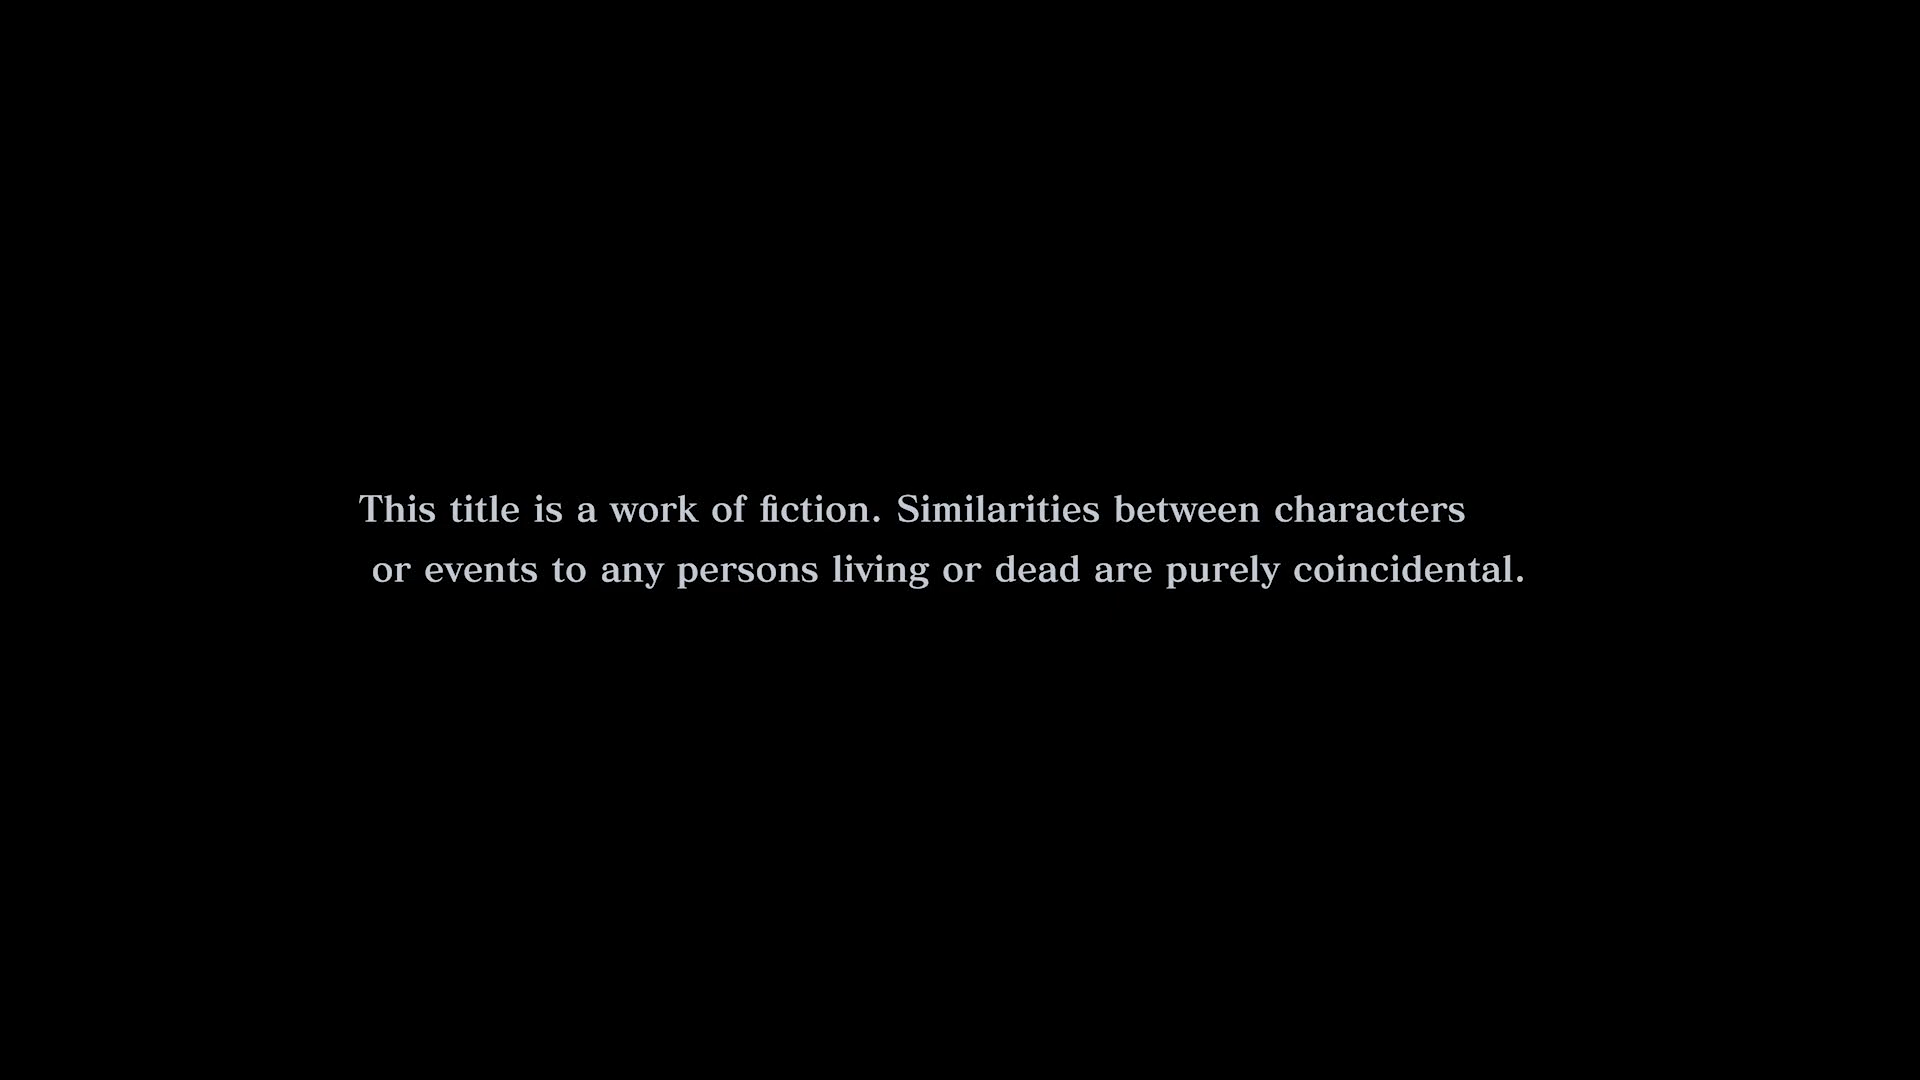 This title is a work of fiction. Similarities between characters
or events to any persons living or dead are purely coincidental.